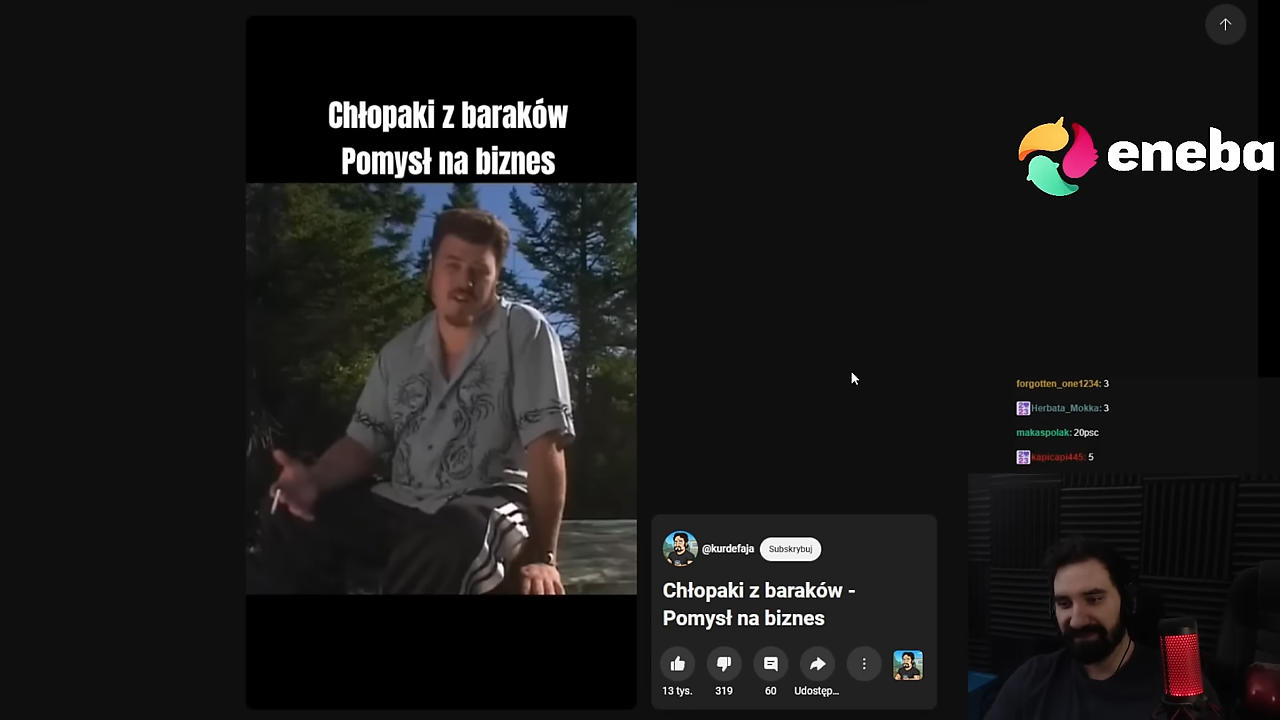 Chłopaki z baraków
Pomysł na biznes
eneba
forgotten_one1234: 3
Herbata_Mokka: 3
makaspolak: 20psc
kapicapi445: 5
@kurdefaja
Subskrybuj
Chłopaki z baraków -
Pomysł na biznes
13 tys.
319
60
Udostęp...